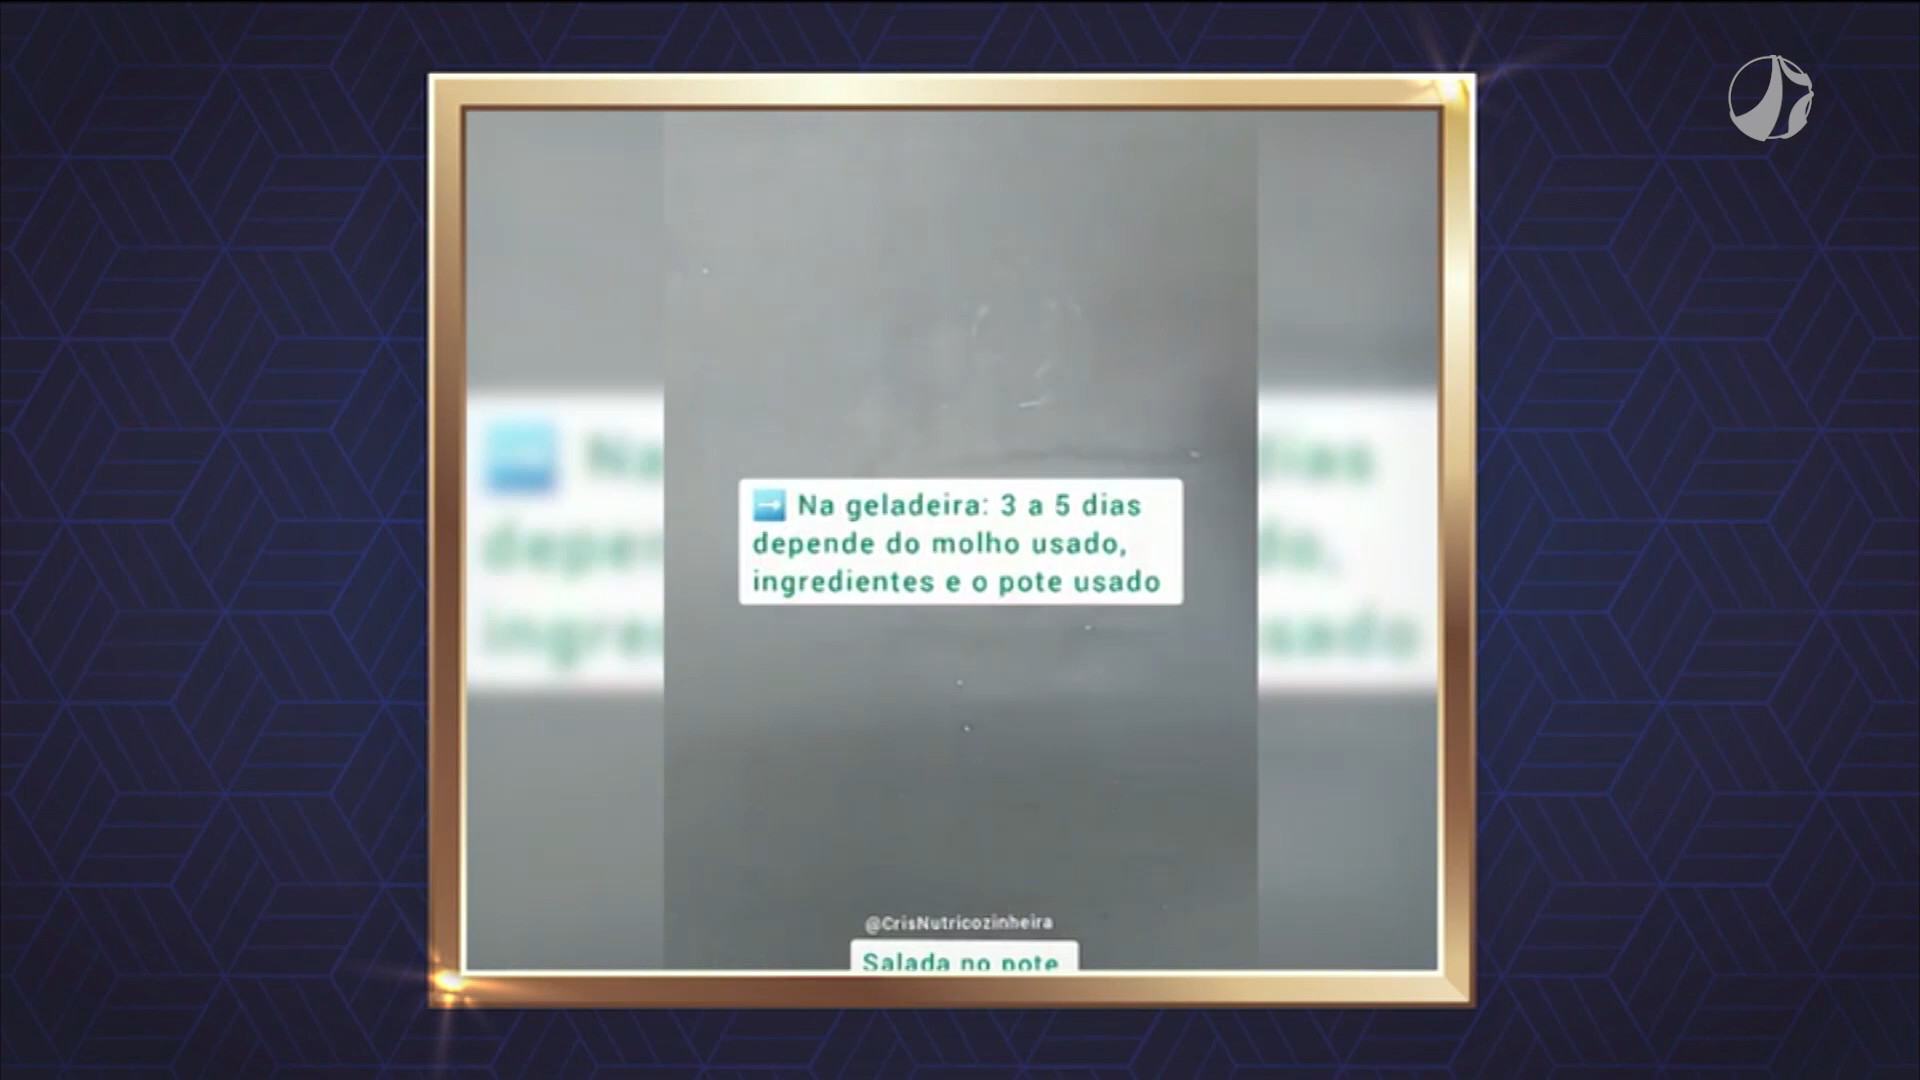 ➡ Na geladeira: 3 a 5 dias
depende do molho usado,
ingredientes e o pote usado
@CrisNutricozinheira
Salada no pote